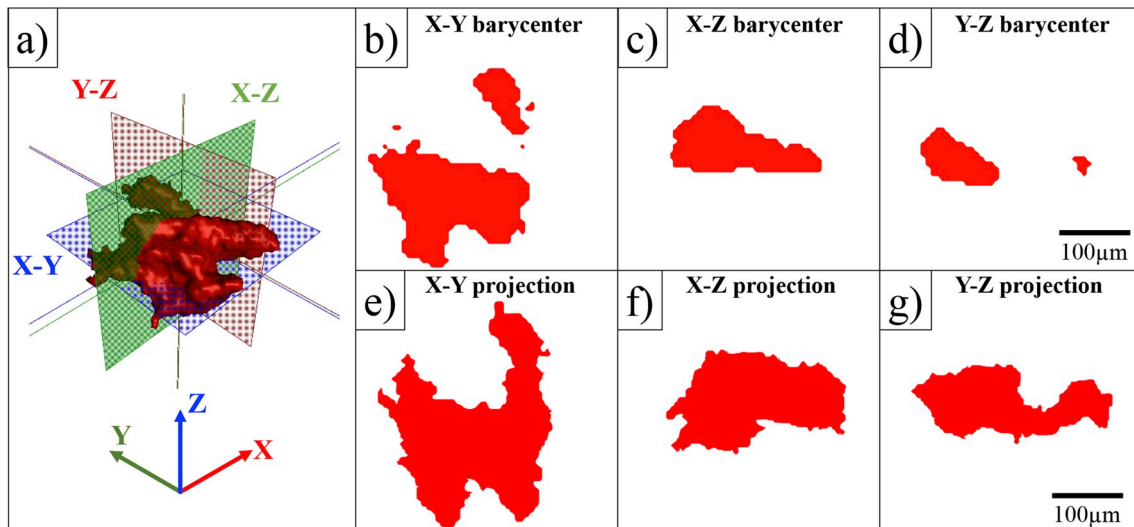 a)
Y-Z
X-Z
X-Y
Z
Y
X
b)
X-Y barycenter
c)
X-Z barycenter
d)
Y-Z barycenter
100µm
e)
X-Y projection
f)
X-Z projection
g)
Y-Z projection
100µm